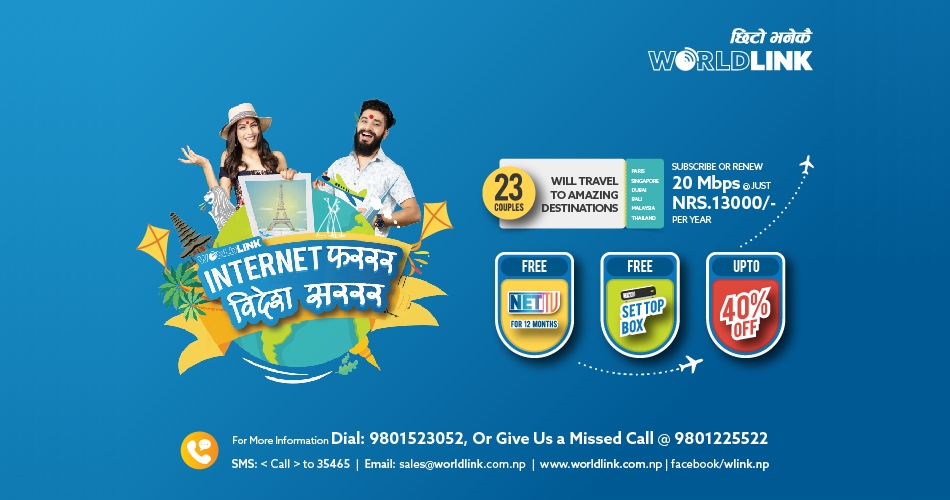 छिटो भनेकै
WORLDLINK
WORLDLINK
INTERNET फररर
विदेश सररर
23
COUPLES
WILL TRAVEL
TO AMAZING
DESTINATIONS
PARIS
SINGAPORE
DUBAI
BALI
MALAYSIA
THAILAND
SUBSCRIBE OR RENEW
20 Mbps @ JUST
NRS.13000/-
PER YEAR
FREE
NET TV
FOR 12 MONTHS
FREE
SET TOP
BOX
UPTO
40%
OFF
For More Information Dial: 9801523052, Or Give Us a Missed Call @ 9801225522
SMS: < Call > to 35465 | Email: sales@worldlink.com.np | www.worldlink.com.np | facebook/wlink.np